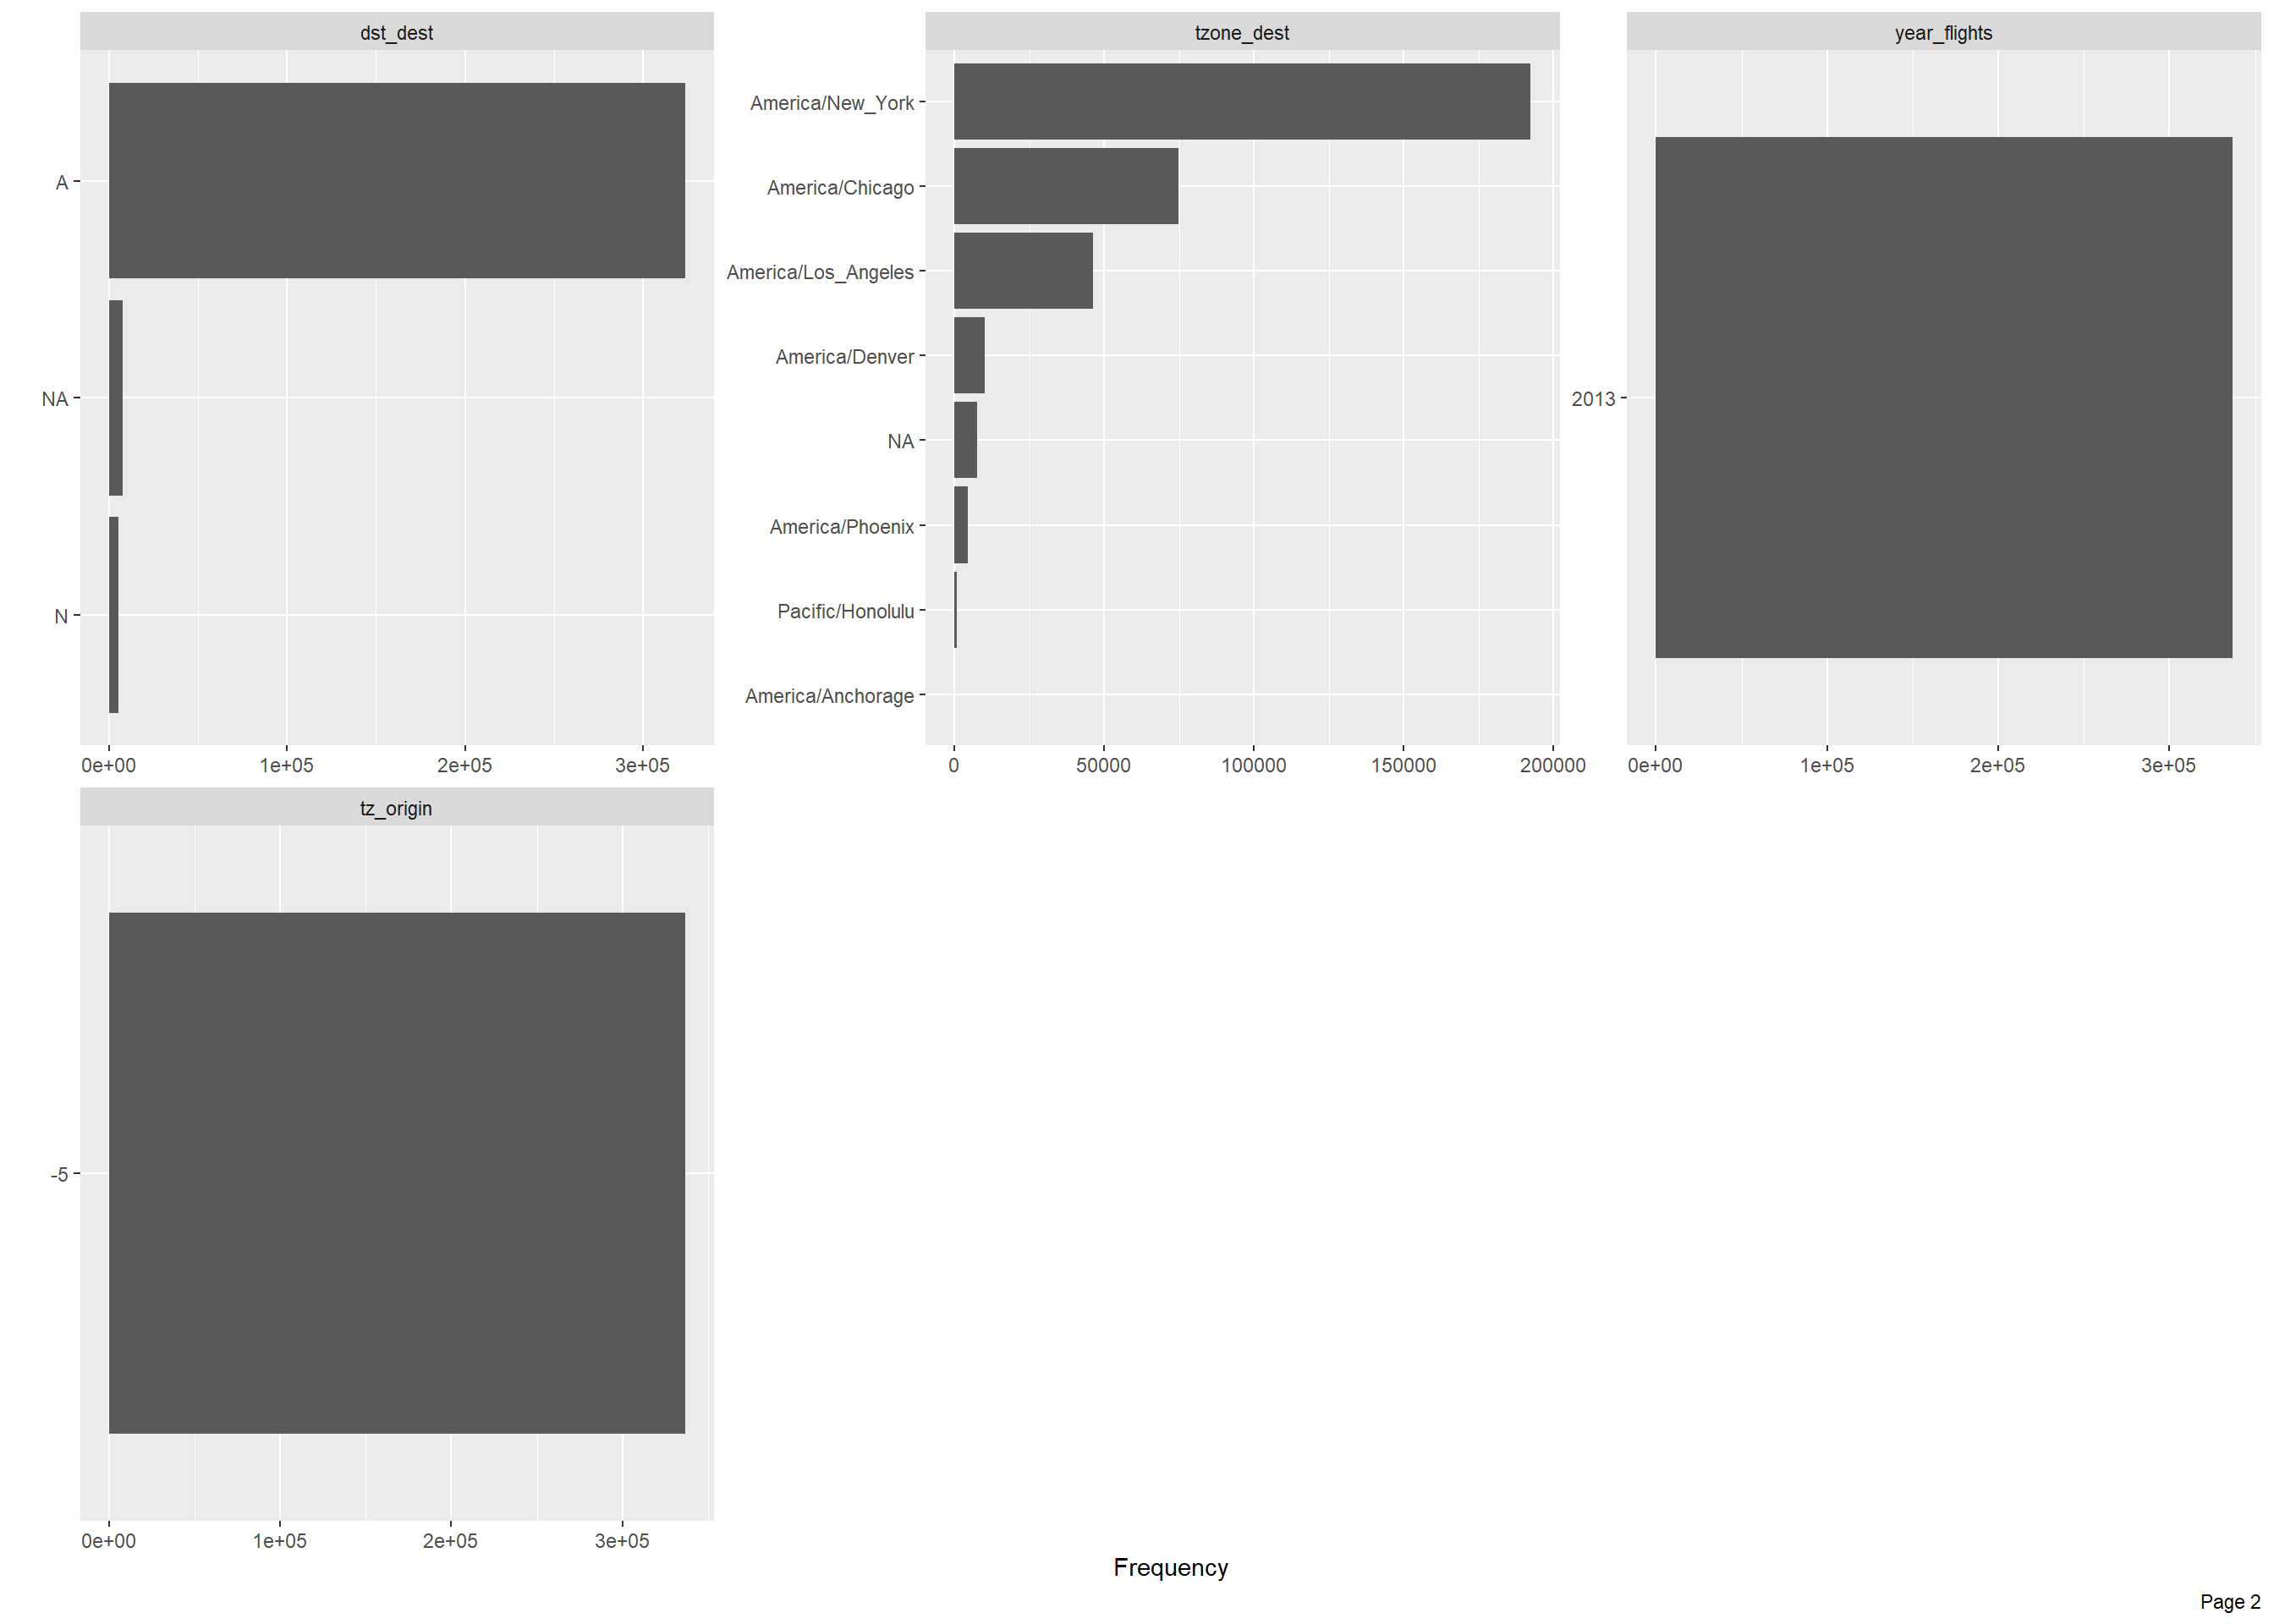 dst_dest
A
NA
N
0e+00 1e+05 2e+05 3e+05
tzone_dest
America/New_York
America/Chicago
America/Los_Angeles
America/Denver
NA
America/Phoenix
Pacific/Honolulu
America/Anchorage
0 50000 100000 150000 200000
year_flights
2013
0e+00 1e+05 2e+05 3e+05
tz_origin
-5
0e+00 1e+05 2e+05 3e+05
Frequency
Page 2